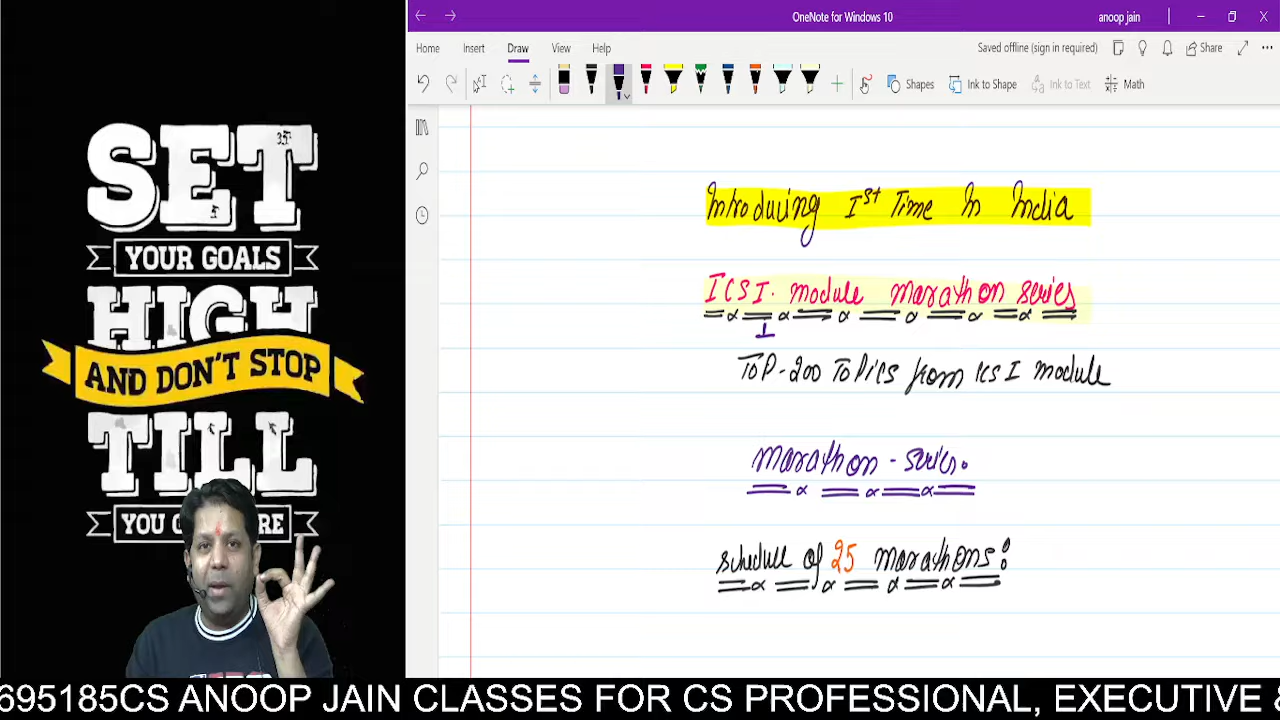 SET
YOUR GOALS
HIGH
AND DON'T STOP
TILL
YOU
RE
OneNote for Windows 10
anoop jain
Home Insert Draw View Help
Saved offline (sign in required)
Share
Shapes
Ink to Shape
Ink to Text
Math
Introducing Ist Time In India
ICSI. module marathon series
TOP-200 TOPICS from ICSI module
marathon - series.
schedule of 25 marathons:
695185CS ANOOP JAIN CLASSES FOR CS PROFESSIONAL, EXECUTIVE &